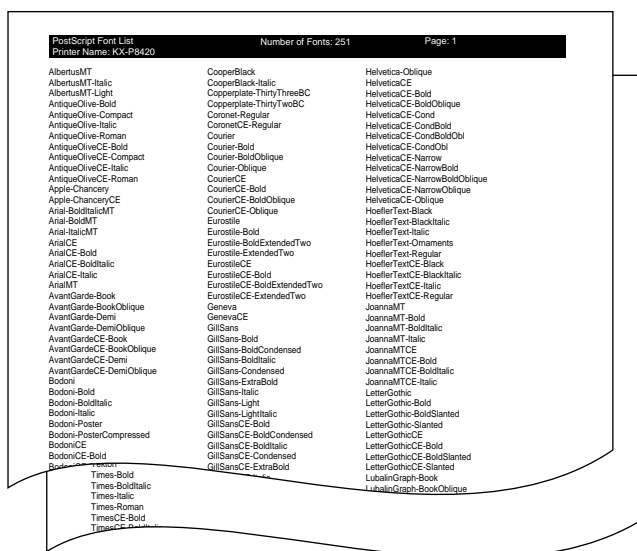 PostScript Font List Number of Fonts: 251 Page: 1
Printer Name: KX-P8420
AlbertusMT
AlbertusMT-Italic
AlbertusMT-Light
AntiqueOlive-Bold
AntiqueOlive-Compact
AntiqueOlive-Italic
AntiqueOlive-Roman
AntiqueOliveCE-Bold
AntiqueOliveCE-Compact
AntiqueOliveCE-Italic
AntiqueOliveCE-Roman
Apple-Chancery
Apple-ChanceryCE
Arial-BoldItalicMT
Arial-BoldMT
Arial-ItalicMT
ArialCE
ArialCE-Bold
ArialCE-BoldItalic
ArialCE-Italic
ArialMT
AvantGarde-Book
AvantGarde-BookOblique
AvantGarde-Demi
AvantGarde-DemiOblique
AvantGardeCE-Book
AvantGardeCE-BookOblique
AvantGardeCE-Demi
AvantGardeCE-DemiOblique
Bodoni
Bodoni-Bold
Bodoni-BoldItalic
Bodoni-Italic
Bodoni-Poster
Bodoni-PosterCompressed
BodoniCE
BodoniCE-Bold
CooperBlack
CooperBlack-Italic
Copperplate-ThirtyThreeBC
Copperplate-ThirtyTwoBC
Coronet-Regular
CoronetCE-Regular
Courier
Courier-Bold
Courier-BoldOblique
Courier-Oblique
CourierCE
CourierCE-Bold
CourierCE-BoldOblique
CourierCE-Oblique
Eurostile
Eurostile-Bold
Eurostile-BoldExtendedTwo
Eurostile-ExtendedTwo
EurostileCE
EurostileCE-Bold
EurostileCE-BoldExtendedTwo
EurostileCE-ExtendedTwo
Geneva
GenevaCE
GillSans
GillSans-Bold
GillSans-BoldCondensed
GillSans-BoldItalic
GillSans-Condensed
GillSans-ExtraBold
GillSans-Italic
GillSans-Light
GillSans-LightItalic
GillSansCE-Bold
GillSansCE-BoldCondensed
GillSansCE-BoldItalic
GillSansCE-Condensed
GillSansCE-ExtraBold
Helvetica-Oblique
HelveticaCE
HelveticaCE-Bold
HelveticaCE-BoldOblique
HelveticaCE-Cond
HelveticaCE-CondBold
HelveticaCE-CondBoldObl
HelveticaCE-CondObl
HelveticaCE-Narrow
HelveticaCE-NarrowBold
HelveticaCE-NarrowBoldOblique
HelveticaCE-NarrowOblique
HelveticaCE-Oblique
HoeflerText-Black
HoeflerText-BlackItalic
HoeflerText-Italic
HoeflerText-Ornaments
HoeflerText-Regular
HoeflerTextCE-Black
HoeflerTextCE-BlackItalic
HoeflerTextCE-Italic
HoeflerTextCE-Regular
JoannaMT
JoannaMT-Bold
JoannaMT-BoldItalic
JoannaMT-Italic
JoannaMTCE
JoannaMTCE-Bold
JoannaMTCE-BoldItalic
JoannaMTCE-Italic
LetterGothic
LetterGothic-Bold
LetterGothic-BoldSlanted
LetterGothic-Slanted
LetterGothicCE
LetterGothicCE-Bold
LetterGothicCE-BoldSlanted
LetterGothicCE-Slanted
LubalinGraph-Book
LubalinGraph-BookOblique
Times-Bold
Times-BoldItalic
Times-Italic
Times-Roman
TimesCE-Bold